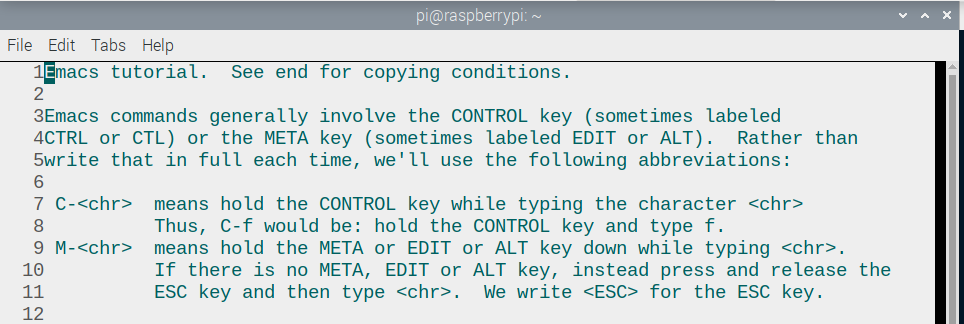 pi@raspberrypi: ~
File Edit Tabs Help
1Emacs tutorial.  See end for copying conditions.
2
3Emacs commands generally involve the CONTROL key (sometimes labeled
4CTRL or CTL) or the META key (sometimes labeled EDIT or ALT).  Rather than
5write that in full each time, we'll use the following abbreviations:
6
7 C-<chr>  means hold the CONTROL key while typing the character <chr>
8          Thus, C-f would be: hold the CONTROL key and type f.
9 M-<chr>  means hold the META or EDIT or ALT key down while typing <chr>.
10          If there is no META, EDIT or ALT key, instead press and release the
11          ESC key and then type <chr>.  We write <ESC> for the ESC key.
12